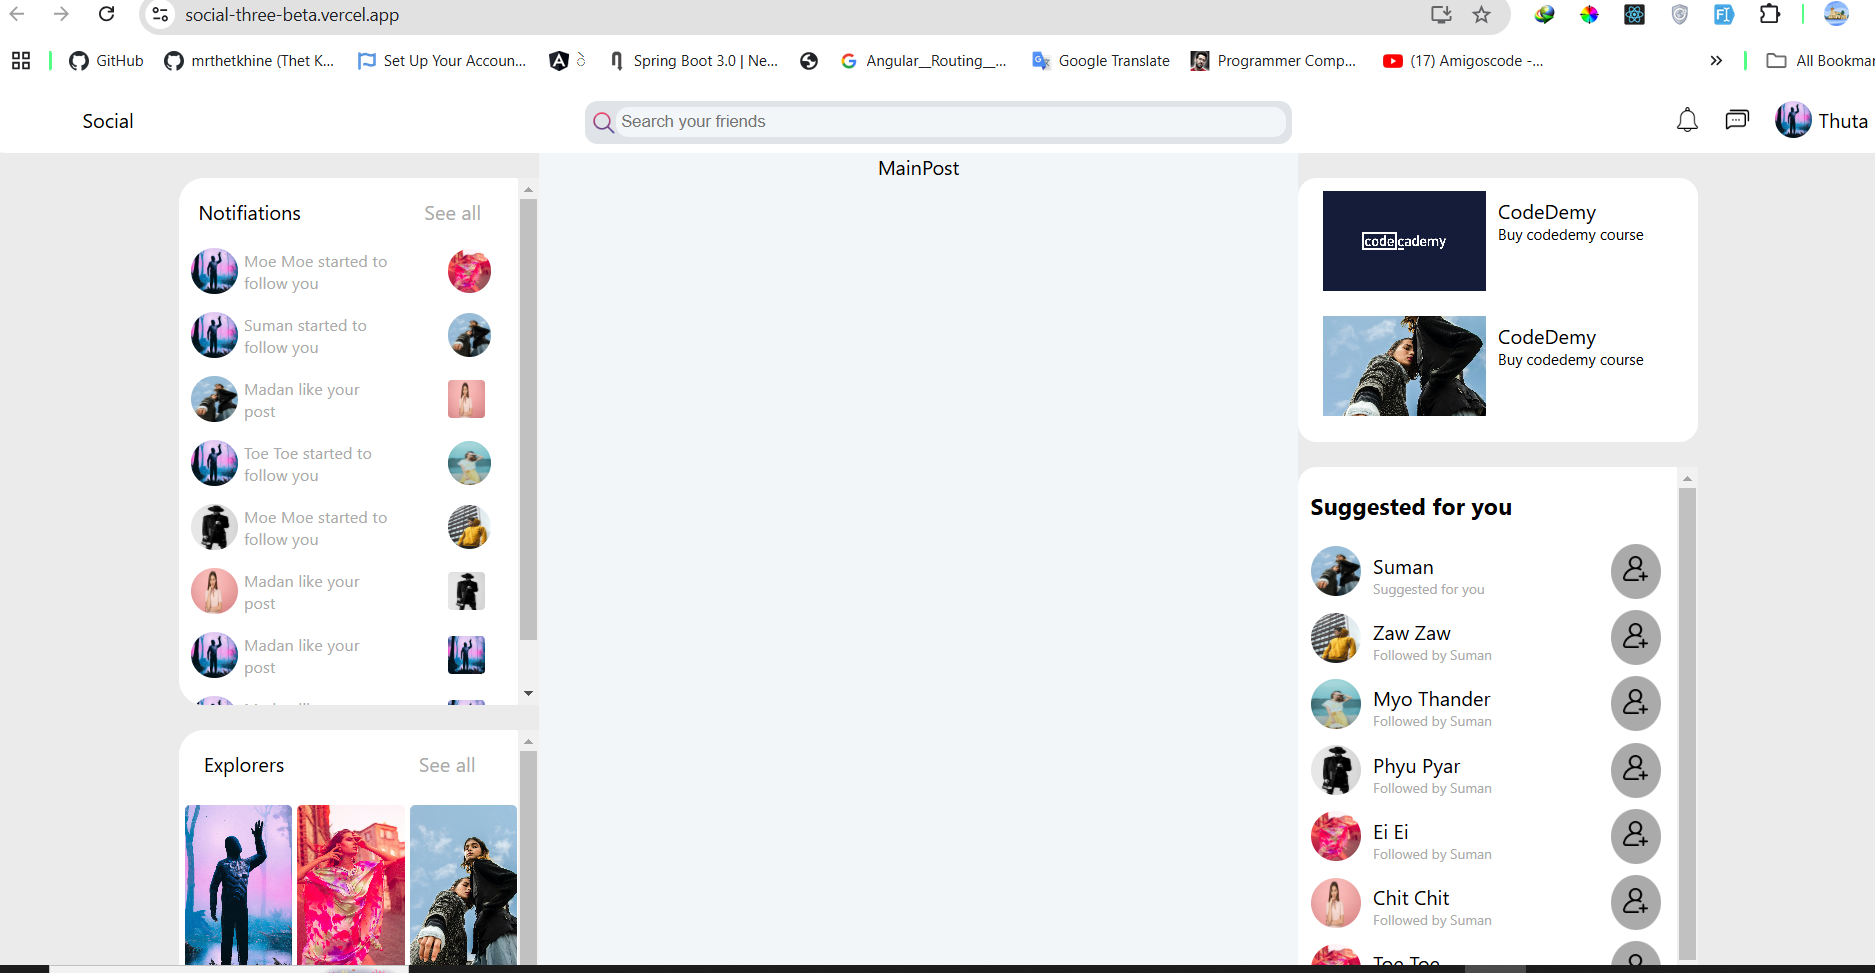 social-three-beta.vercel.app
GitHub
mrthetkhine (Thet K...
Set Up Your Accoun...
Spring Boot 3.0 | Ne...
Angular__Routing__...
Google Translate
Programmer Comp...
(17) Amigoscode -...
All Bookmar
Social
Search your friends
Thuta
MainPost
Notifiations
See all
Moe Moe started to
follow you
Suman started to
follow you
Madan like your
post
Toe Toe started to
follow you
Moe Moe started to
follow you
Madan like your
post
Madan like your
post
Explorers
See all
codecademy
CodeDemy
Buy codedemy course
CodeDemy
Buy codedemy course
Suggested for you
Suman
Suggested for you
Zaw Zaw
Followed by Suman
Myo Thander
Followed by Suman
Phyu Pyar
Followed by Suman
Ei Ei
Followed by Suman
Chit Chit
Followed by Suman
Toe Toe